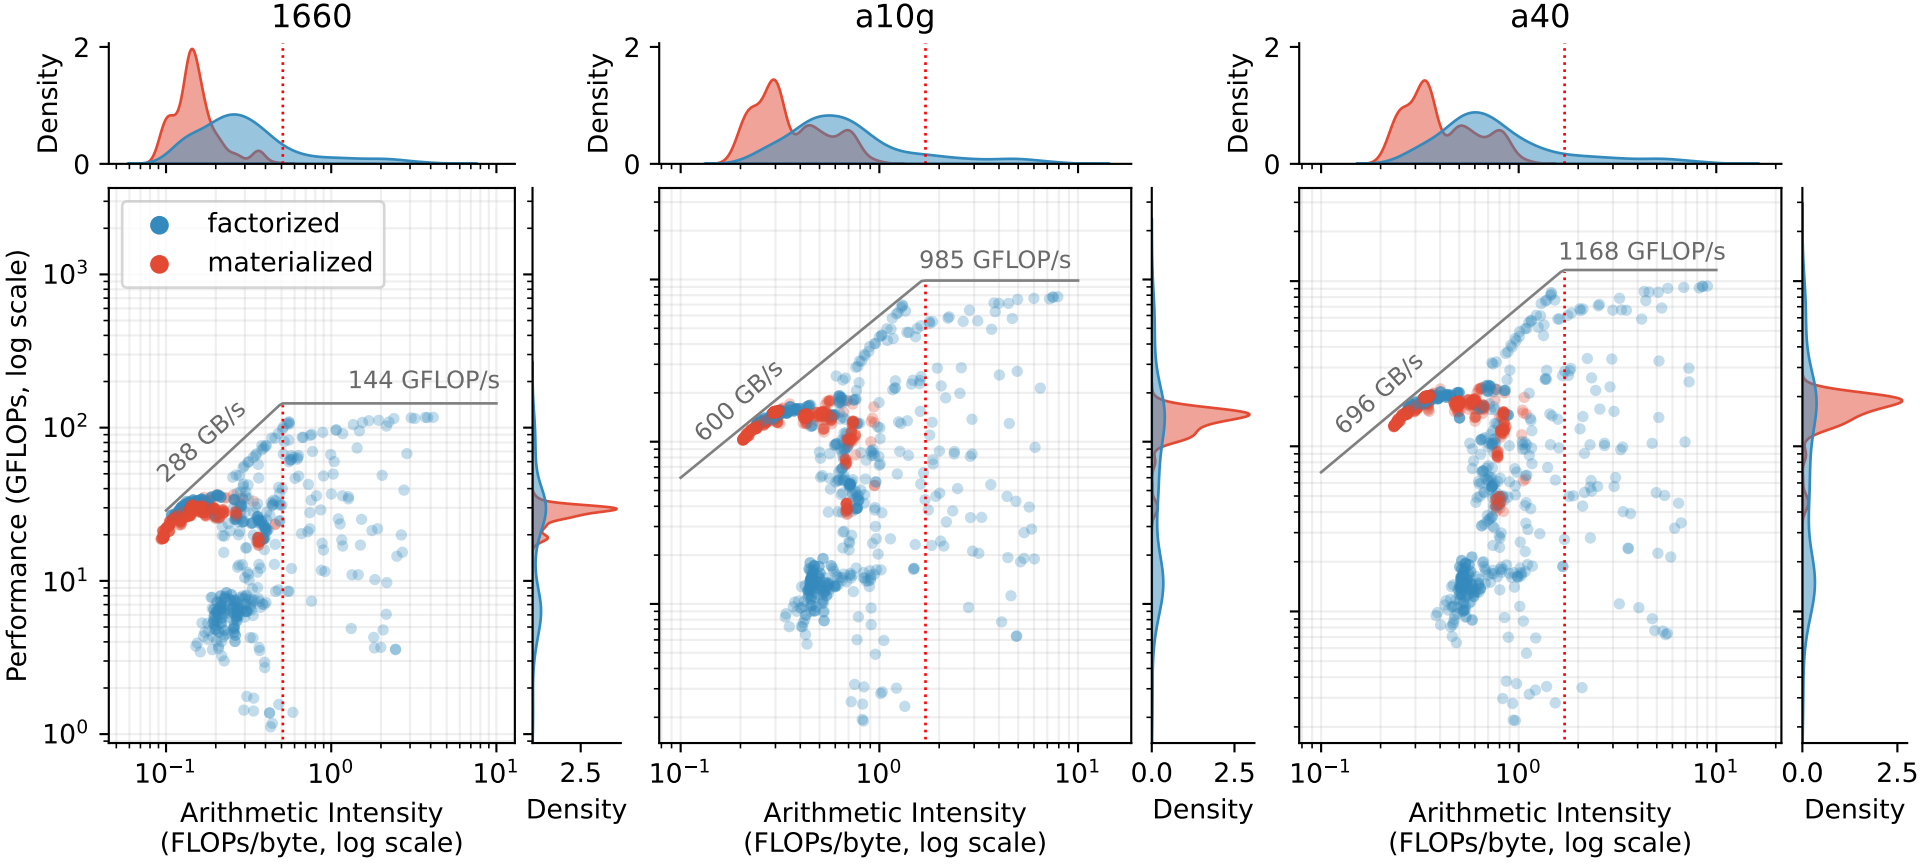 1660
a10g
a40
Density
2
0
Density
2
0
Density
2
0
factorized
materialized
Performance (GFLOPs, log scale)
10³
10²
10¹
10⁰
288 GB/s
144 GFLOP/s
600 GB/s
985 GFLOP/s
696 GB/s
1168 GFLOP/s
10⁻¹ 10⁰ 10¹
2.5
10⁻¹ 10⁰ 10¹
0.0 2.5
10⁻¹ 10⁰ 10¹
0.0 2.5
Arithmetic Intensity
(FLOPs/byte, log scale)
Density
Arithmetic Intensity
(FLOPs/byte, log scale)
Density
Arithmetic Intensity
(FLOPs/byte, log scale)
Density